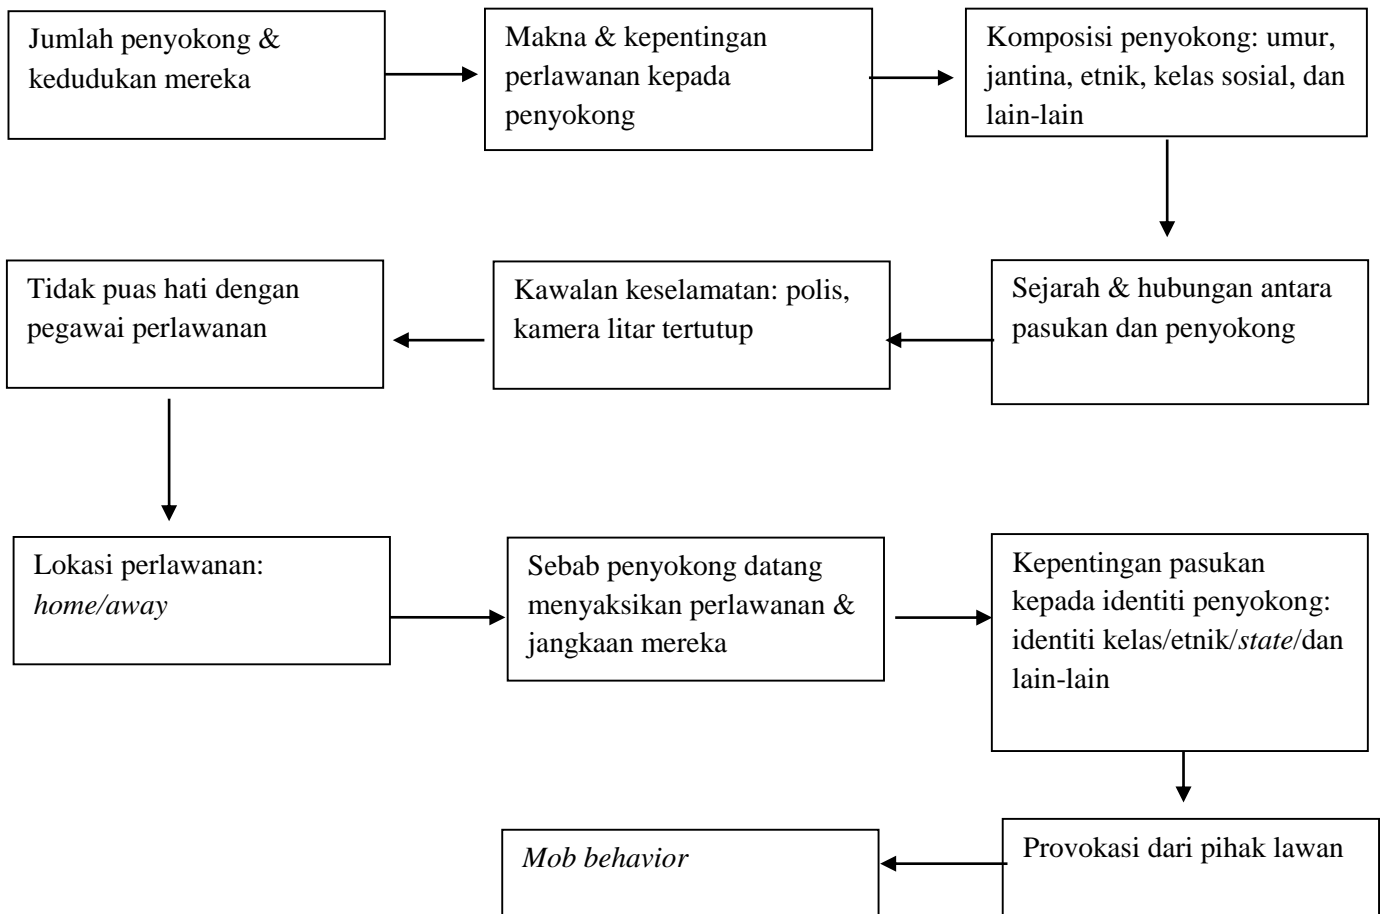 Jumlah penyokong &
kedudukan mereka
Makna & kepentingan
perlawanan kepada
penyokong
Komposisi penyokong: umur,
jantina, etnik, kelas sosial, dan
lain-lain
Sejarah & hubungan antara
pasukan dan penyokong
Kawalan keselamatan: polis,
kamera litar tertutup
Tidak puas hati dengan
pegawai perlawanan
Lokasi perlawanan:
home/away
Sebab penyokong datang
menyaksikan perlawanan &
jangkaan mereka
Kepentingan pasukan
kepada identiti penyokong:
identiti kelas/etnik/state/dan
lain-lain
Provokasi dari pihak lawan
Mob behavior